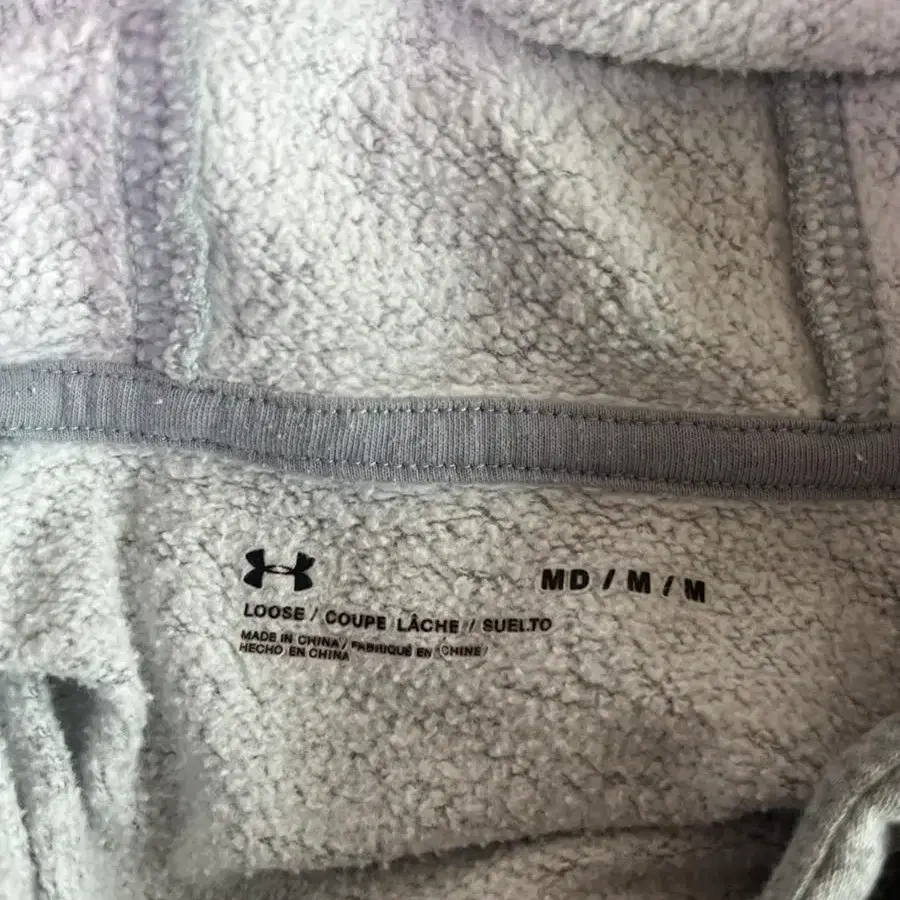 MD / M / M
LOOSE / COUPE LÂCHE / SUELTO
MADE IN CHINA / FABRIQUÉ EN CHINE /
HECHO EN CHINA